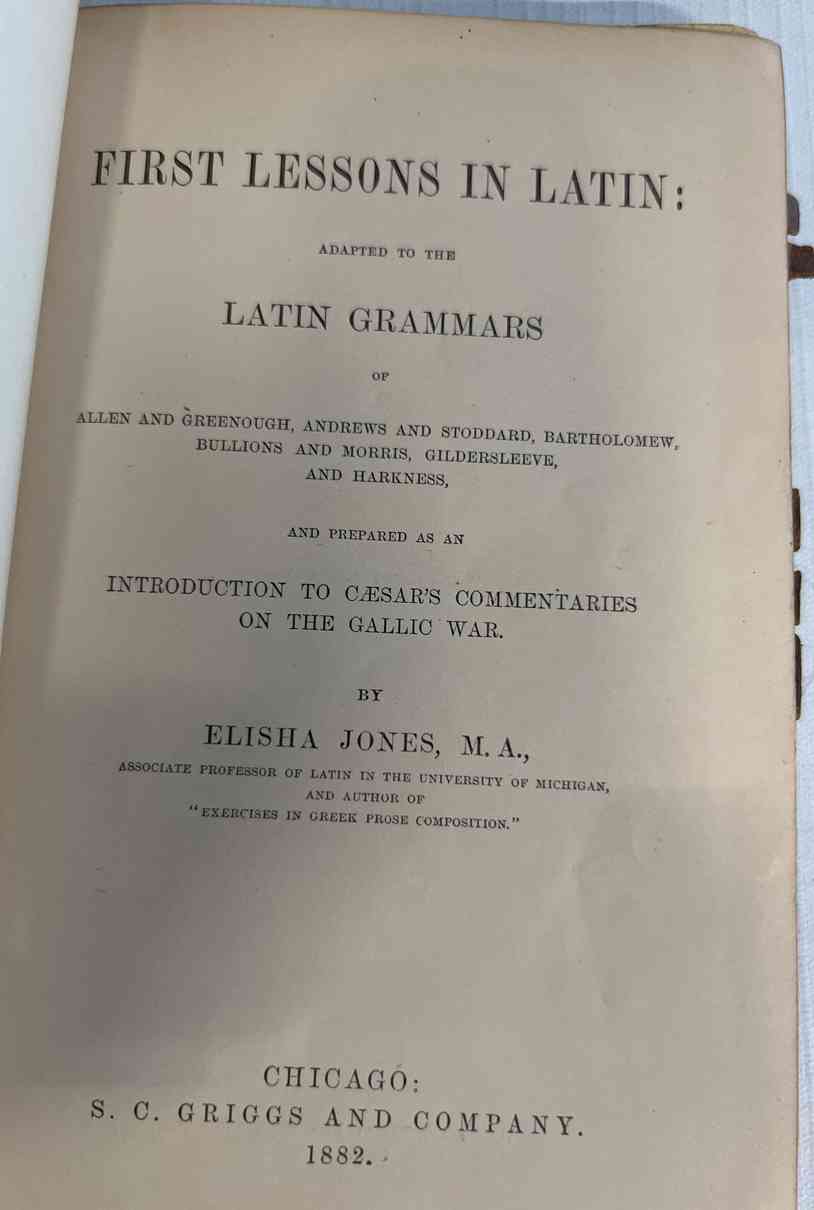 FIRST LESSONS IN LATIN:
ADAPTED TO THE
LATIN GRAMMARS
OF
ALLEN AND GREENOUGH, ANDREWS AND STODDARD, BARTHOLOMEW,
BULLIONS AND MORRIS, GILDERSLEEVE,
AND HARKNESS,
AND PREPARED AS AN
INTRODUCTION TO CÆSAR'S COMMENTARIES
ON THE GALLIC WAR.
BY
ELISHA JONES, M. A.,
ASSOCIATE PROFESSOR OF LATIN IN THE UNIVERSITY OF MICHIGAN,
AND AUTHOR OF
"EXERCISES IN GREEK PROSE COMPOSITION."
CHICAGO:
S. C. GRIGGS AND COMPANY.
1882.